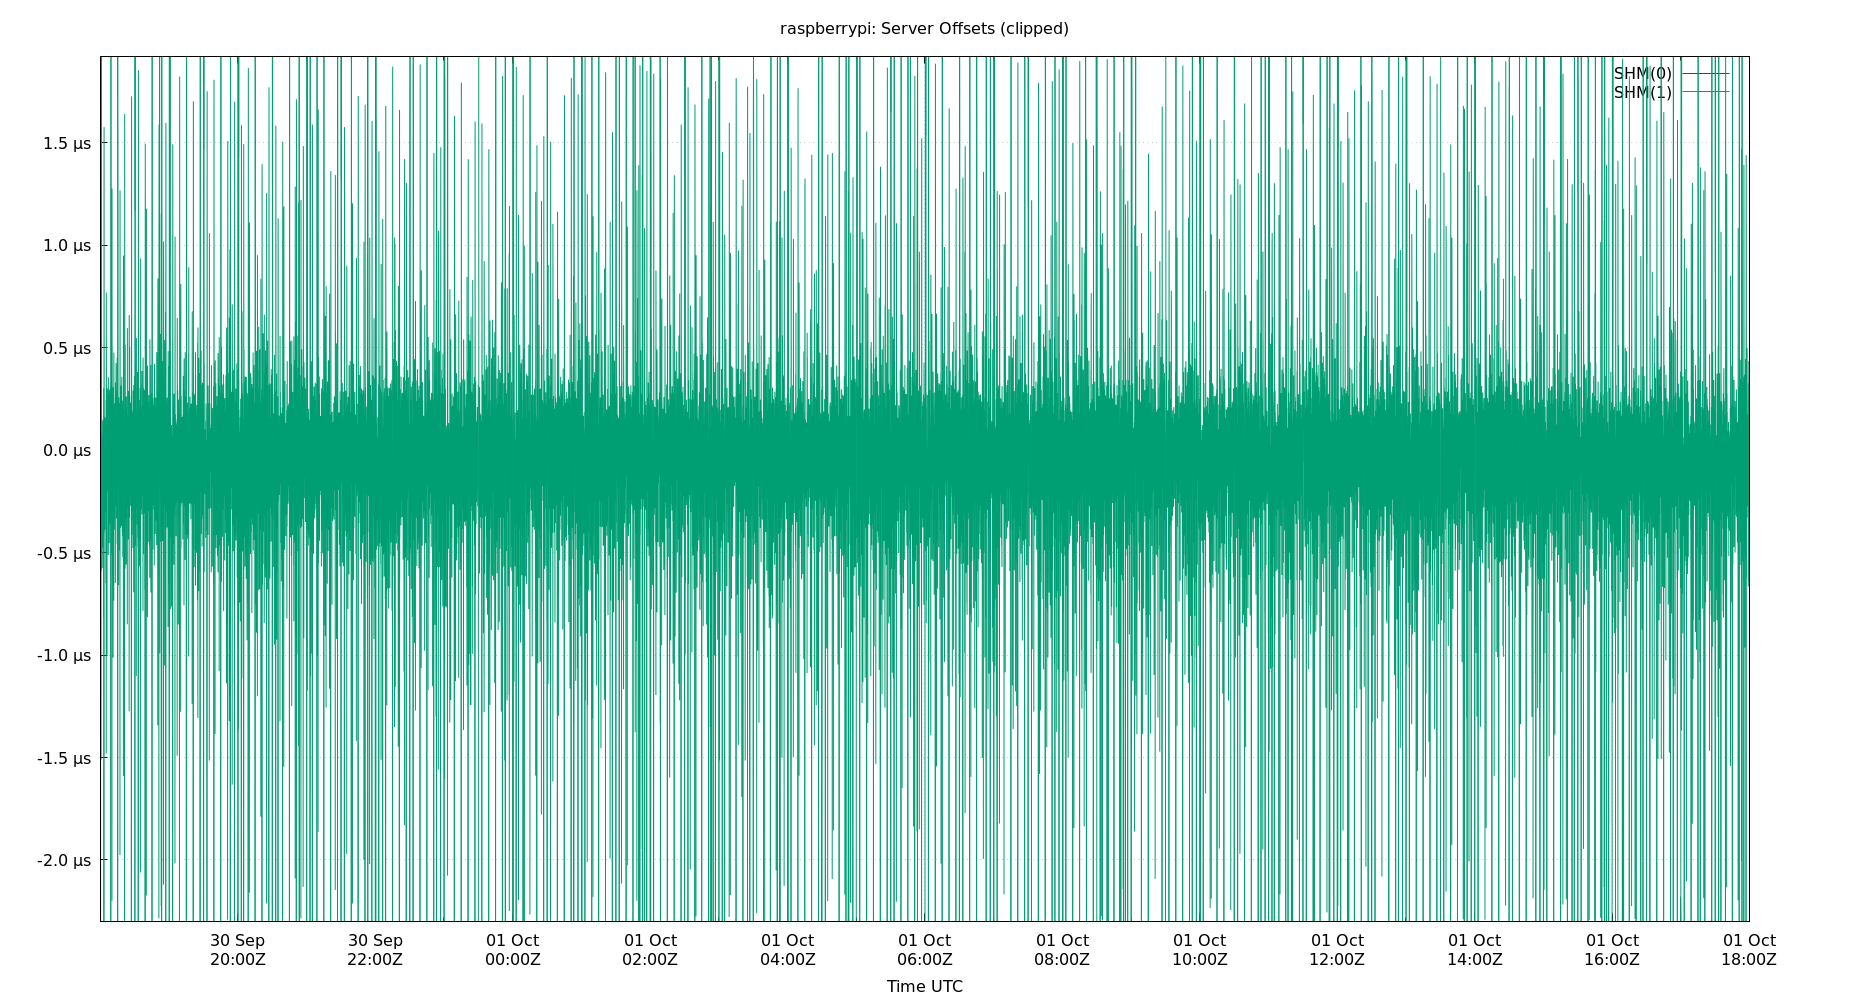 raspberrypi: Server Offsets (clipped)
SHM(0)
SHM(1)
1.5 µs
1.0 µs
0.5 µs
0.0 µs
-0.5 µs
-1.0 µs
-1.5 µs
-2.0 µs
30 Sep 30 Sep 01 Oct 01 Oct 01 Oct 01 Oct 01 Oct 01 Oct 01 Oct 01 Oct 01 Oct 01 Oct
20:00Z 22:00Z 00:00Z 02:00Z 04:00Z 06:00Z 08:00Z 10:00Z 12:00Z 14:00Z 16:00Z 18:00Z
Time UTC